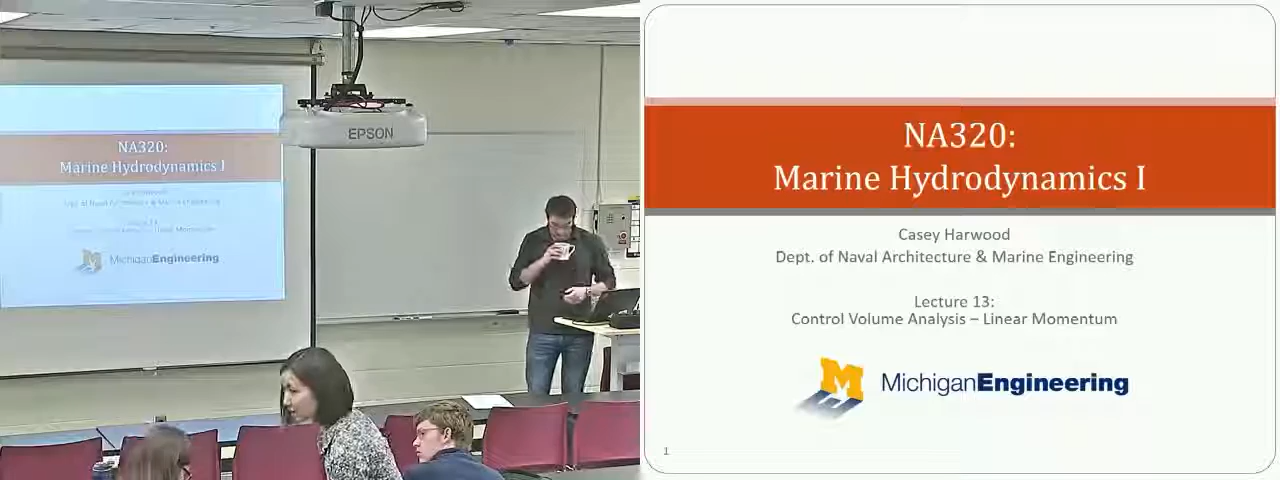 EPSON
NA320:
Marine Hydrodynamics I
MichiganEngineering
NA320:
Marine Hydrodynamics I
Casey Harwood
Dept. of Naval Architecture & Marine Engineering
Lecture 13:
Control Volume Analysis – Linear Momentum
M MichiganEngineering
1